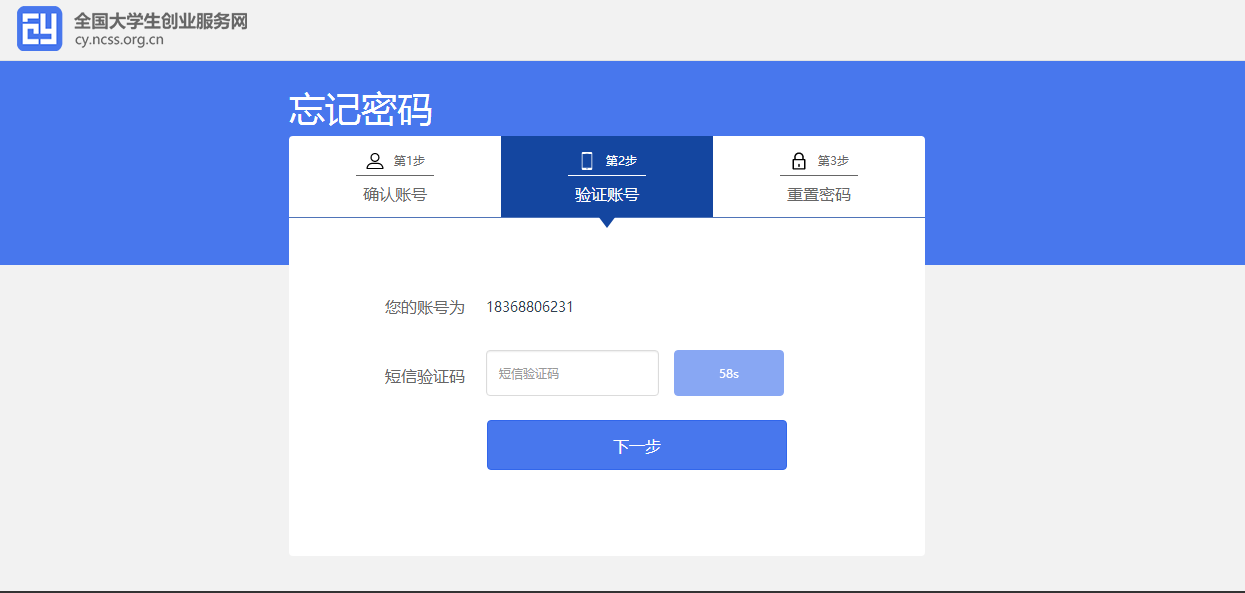 全国大学生创业服务网
cy.ncss.org.cn
忘记密码
第1步 第2步 第3步
确认账号 验证账号 重置密码
您的账号为 18368806231
短信验证码 短信验证码 58s
下一步